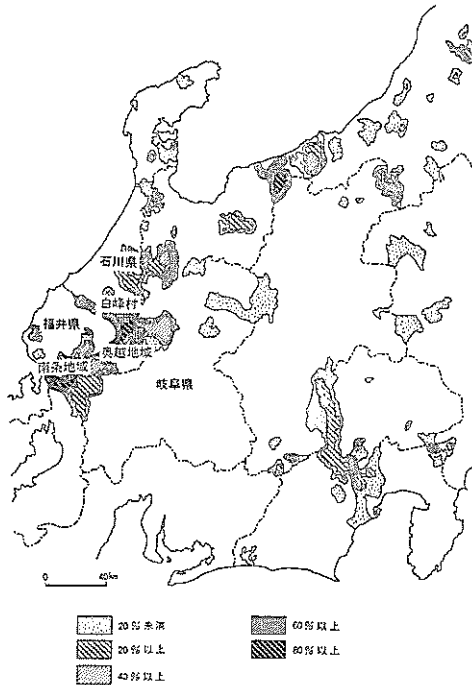 石川県
白峰村
福井県
奥越地域
南条地域
岐阜県
0 40km
20%未満
20%以上
40%以上
60%以上
80%以上